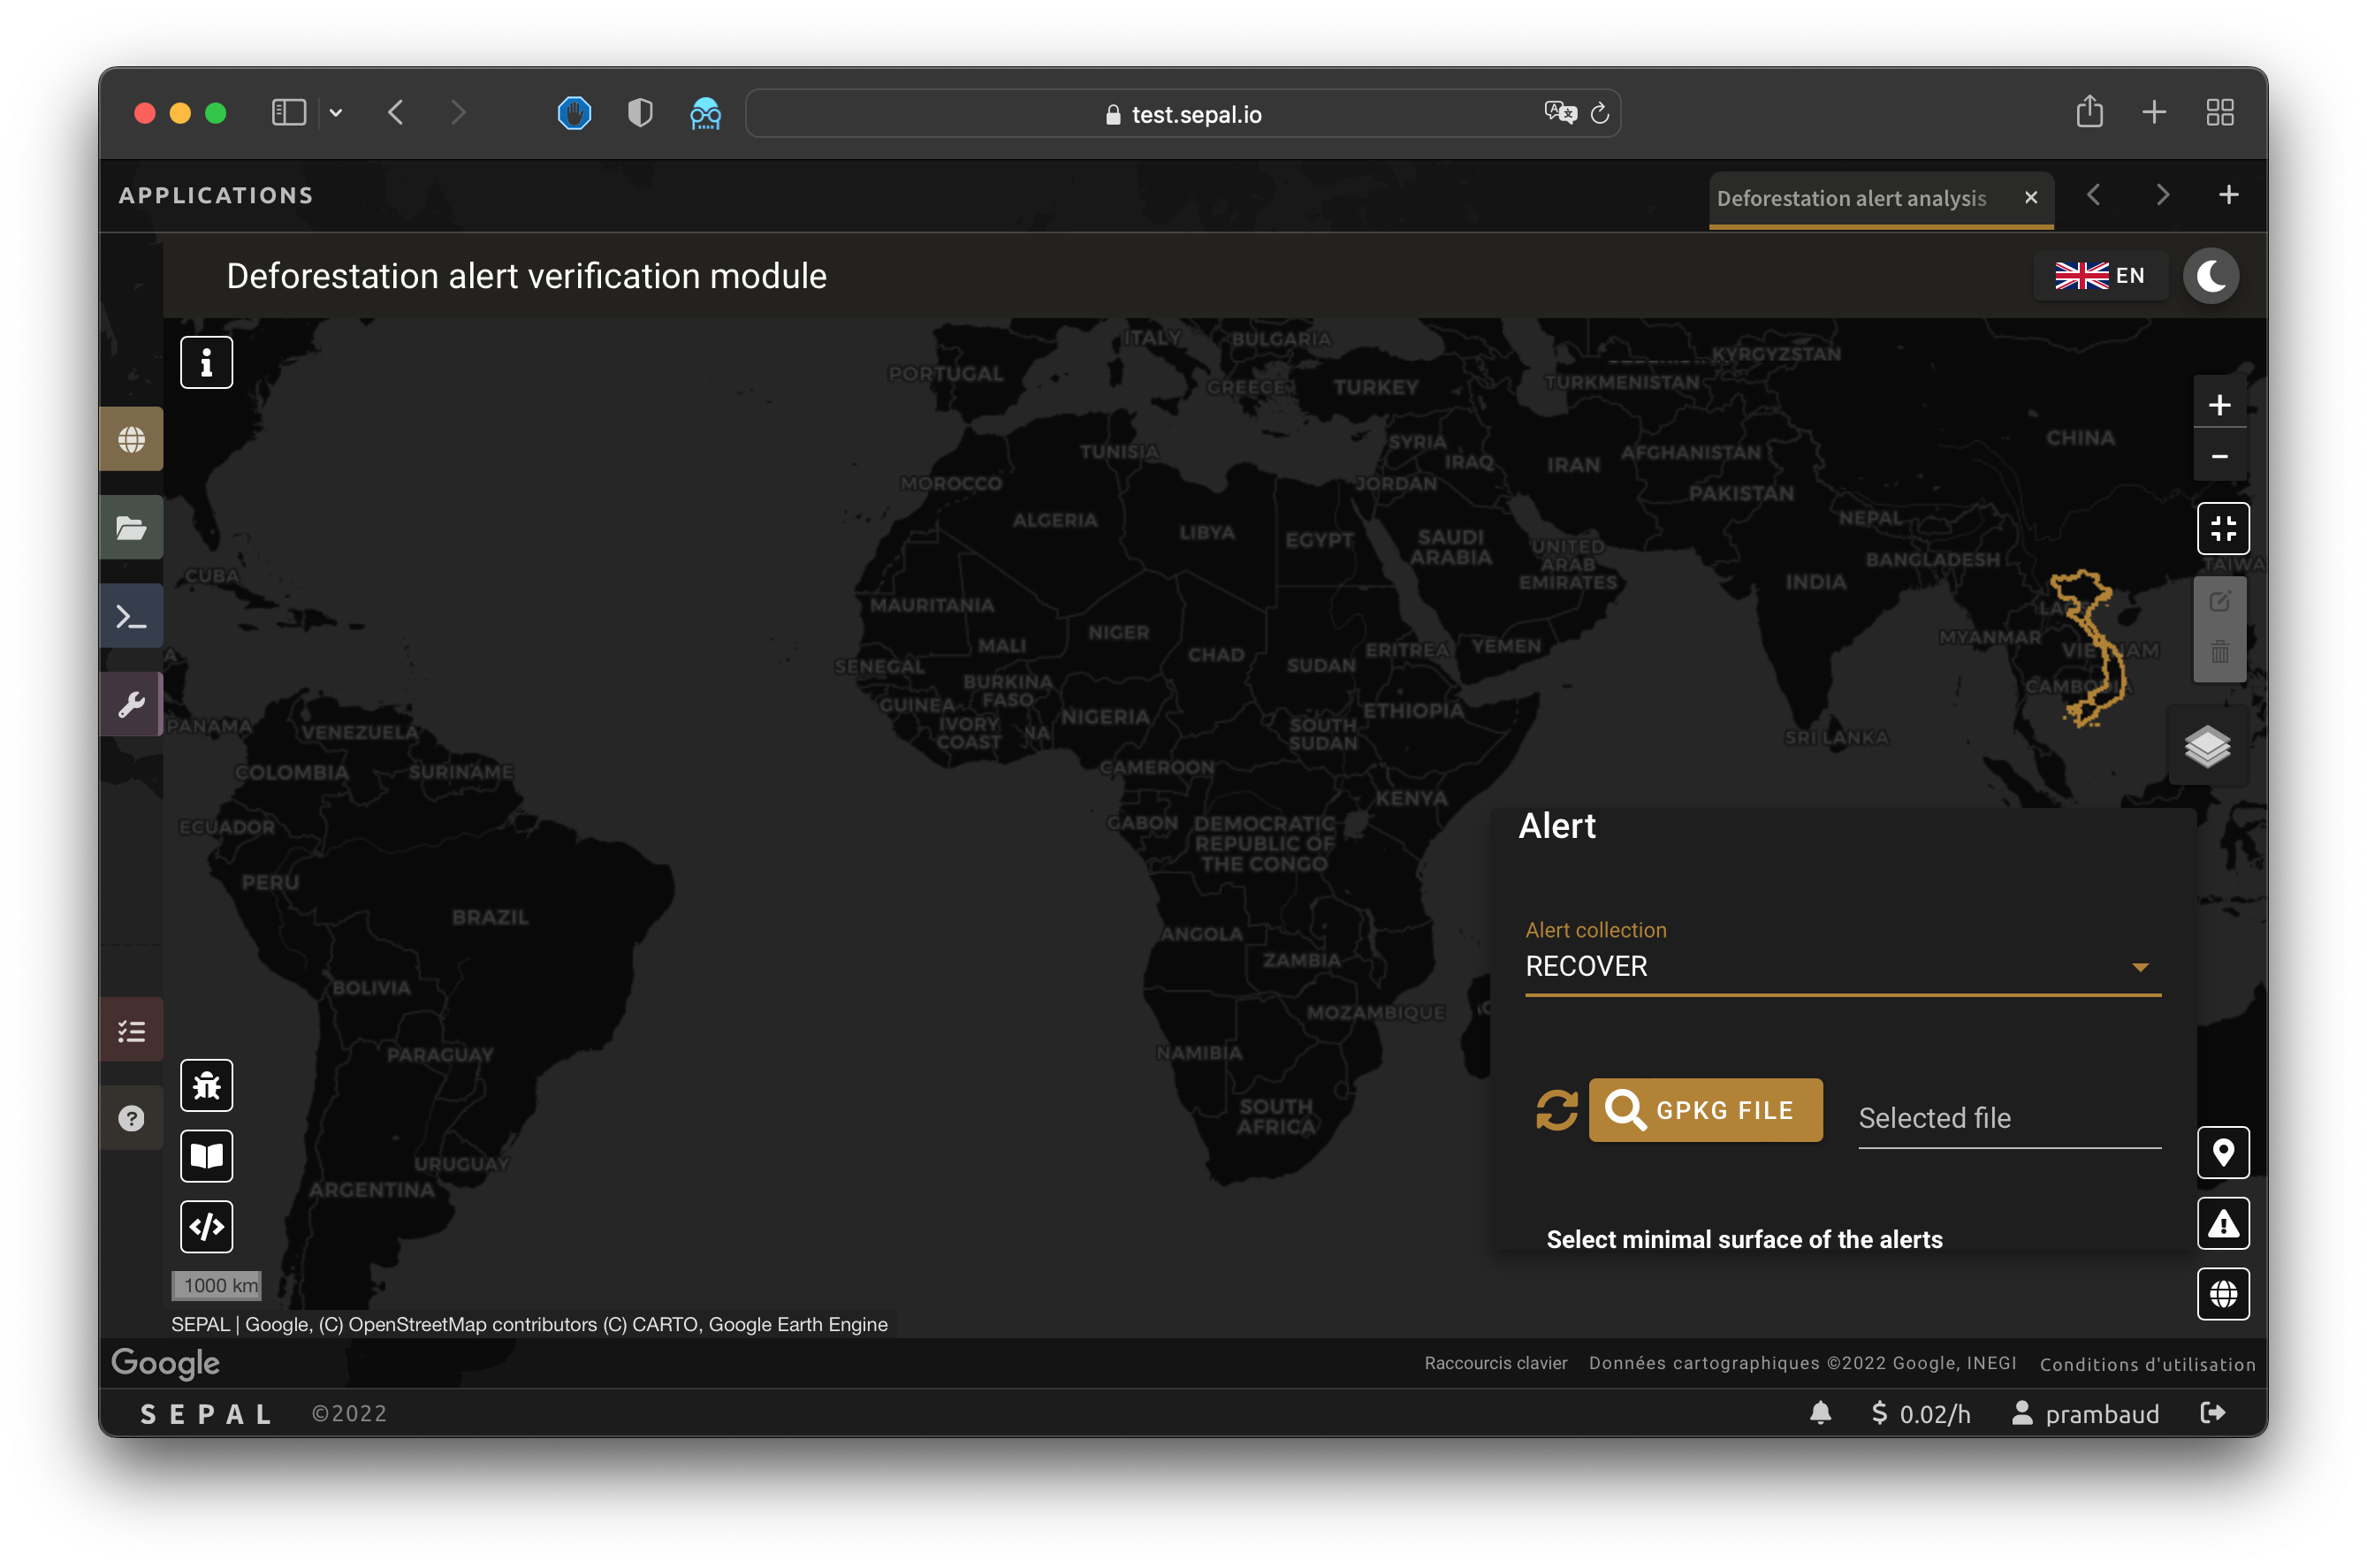 test.sepal.io
APPLICATIONS
Deforestation alert analysis
Deforestation alert verification module
EN
ITALY
BULGARIA
KYRGYZSTAN
PORTUGAL
GREECE
TURKEY
TURKMENISTAN
CHINA
TUNISIA
SYRIA
IRAQ
IRAN
AFGHANISTAN
MOROCCO
JORDAN
PAKISTAN
ALGERIA
LIBYA
EGYPT
SAUDI
ARABIA
NEPAL
UNITED
ARAB
EMIRATES
BANGLADESH
TAIWA
CUBA
INDIA
MAURITANIA
NIGER
MALI
CHAD
SUDAN
ERITREA
YEMEN
MYANMAR
VIETNAM
SENEGAL
BURKINA
FASO
CAMBODIA
GUINEA
IVORY
COAST
NA
NIGERIA
SOUTH
SUDAN
ETHIOPIA
PANAMA
VENEZUELA
SRI LANKA
COLOMBIA
SURINAME
CAMEROON
KENYA
ECUADOR
GABON
DEMOCRATIC
REPUBLIC OF
THE CONGO
PERU
BRAZIL
ANGOLA
ZAMBIA
BOLIVIA
MOZAMBIQUE
PARAGUAY
NAMIBIA
SOUTH
AFRICA
URUGUAY
ARGENTINA
Alert
Alert collection
RECOVER
GPKG FILE
Selected file
Select minimal surface of the alerts
1000 km
SEPAL | Google, (C) OpenStreetMap contributors (C) CARTO, Google Earth Engine
Google
Raccourcis clavier
Données cartographiques ©2022 Google, INEGI
Conditions d'utilisation
SEPAL
©2022
$ 0.02/h
prambaud